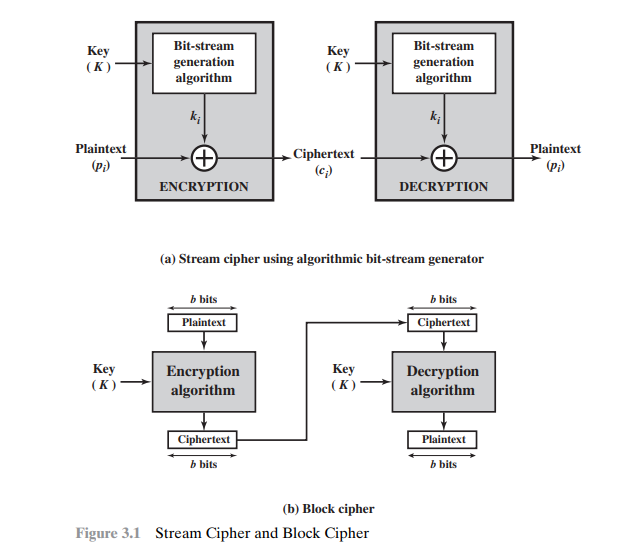 Key
(K)
Bit-stream
generation
algorithm
k_i
Plaintext
(p_i)
ENCRYPTION
Ciphertext
(c_i)
Key
(K)
Bit-stream
generation
algorithm
k_i
DECRYPTION
Plaintext
(p_i)
(a) Stream cipher using algorithmic bit-stream generator
b bits
Plaintext
Key
(K)
Encryption
algorithm
Ciphertext
b bits
b bits
Ciphertext
Key
(K)
Decryption
algorithm
Plaintext
b bits
(b) Block cipher
Figure 3.1 Stream Cipher and Block Cipher